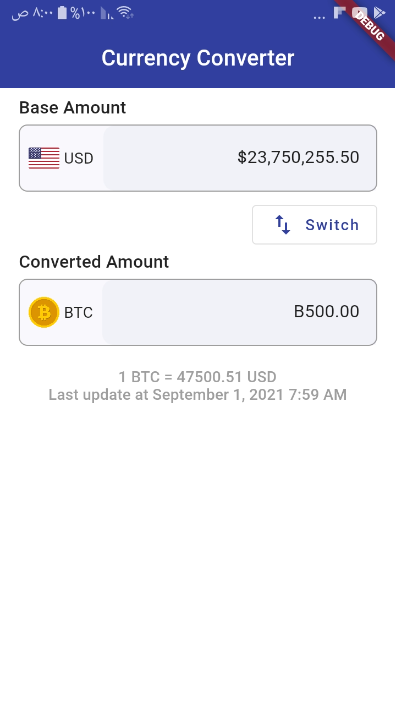 ص ٨:٠٠ %١٠٠ ...
DEBUG
Currency Converter
Base Amount
USD $23,750,255.50
Switch
Converted Amount
BTC B500.00
1 BTC = 47500.51 USD
Last update at September 1, 2021 7:59 AM